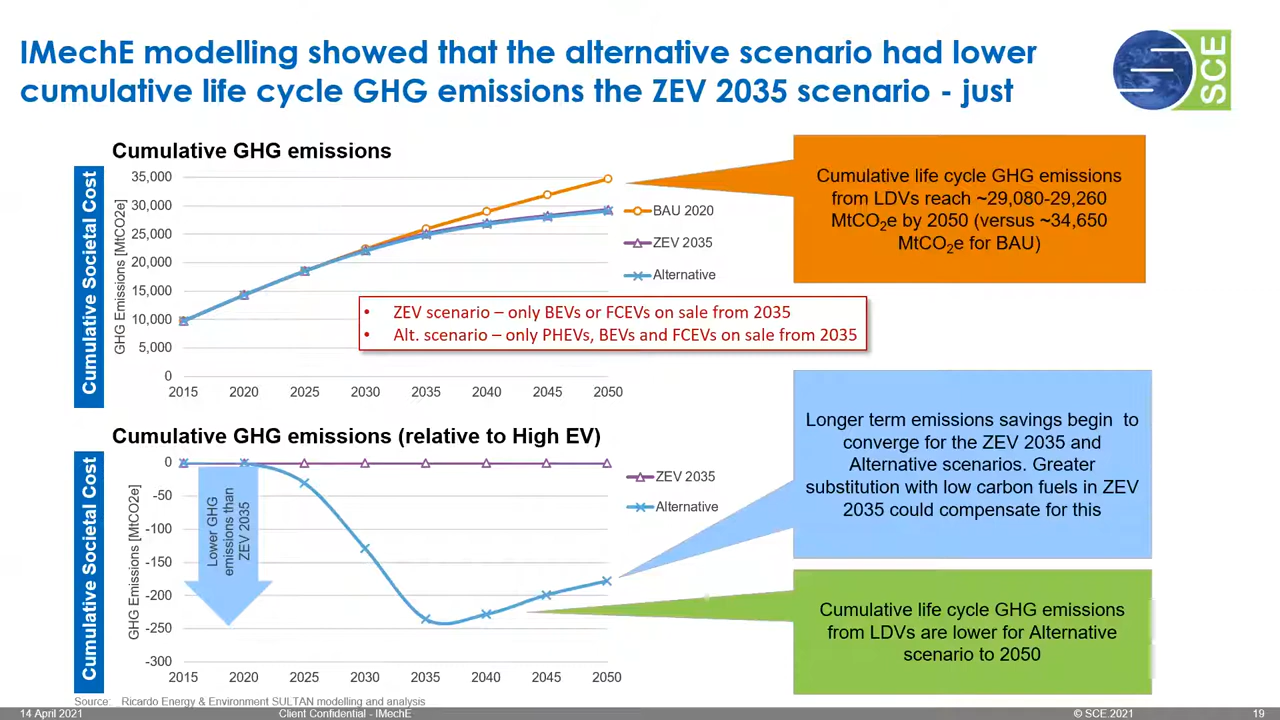 IMechE modelling showed that the alternative scenario had lower
cumulative life cycle GHG emissions the ZEV 2035 scenario - just
SCE
Cumulative GHG emissions
Cumulative Societal Cost
GHG Emissions [MtCO2e]
35,000
30,000
25,000
20,000
15,000
10,000
5,000
0
2015 2020 2025 2030 2035 2040 2045 2050
BAU 2020
ZEV 2035
Alternative
• ZEV scenario – only BEVs or FCEVs on sale from 2035
• Alt. scenario – only PHEVs, BEVs and FCEVs on sale from 2035
Cumulative life cycle GHG emissions
from LDVs reach ~29,080-29,260
MtCO₂e by 2050 (versus ~34,650
MtCO₂e for BAU)
Cumulative GHG emissions (relative to High EV)
Cumulative Societal Cost
GHG Emissions [MtCO2e]
0
-50
-100
-150
-200
-250
-300
2015 2020 2025 2030 2035 2040 2045 2050
Lower GHG
emissions than
ZEV 2035
ZEV 2035
Alternative
Longer term emissions savings begin to
converge for the ZEV 2035 and
Alternative scenarios. Greater
substitution with low carbon fuels in ZEV
2035 could compensate for this
Cumulative life cycle GHG emissions
from LDVs are lower for Alternative
scenario to 2050
Source: Ricardo Energy & Environment SULTAN modelling and analysis
14 April 2021 Client Confidential - IMechE © SCE 2021 19